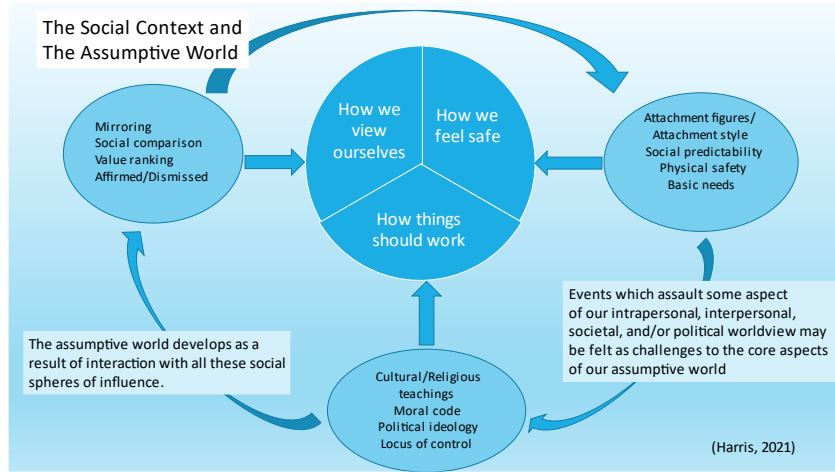 The Social Context and
The Assumptive World
Mirroring
Social comparison
Value ranking
Affirmed/Dismissed
How we
view
ourselves
How we
feel safe
How things
should work
Attachment figures/
Attachment style
Social predictability
Physical safety
Basic needs
The assumptive world develops as a
result of interaction with all these social
spheres of influence.
Cultural/Religious
teachings
Moral code
Political ideology
Locus of control
Events which assault some aspect
of our intrapersonal, interpersonal,
societal, and/or political worldview may
be felt as challenges to the core aspects
of our assumptive world
(Harris, 2021)